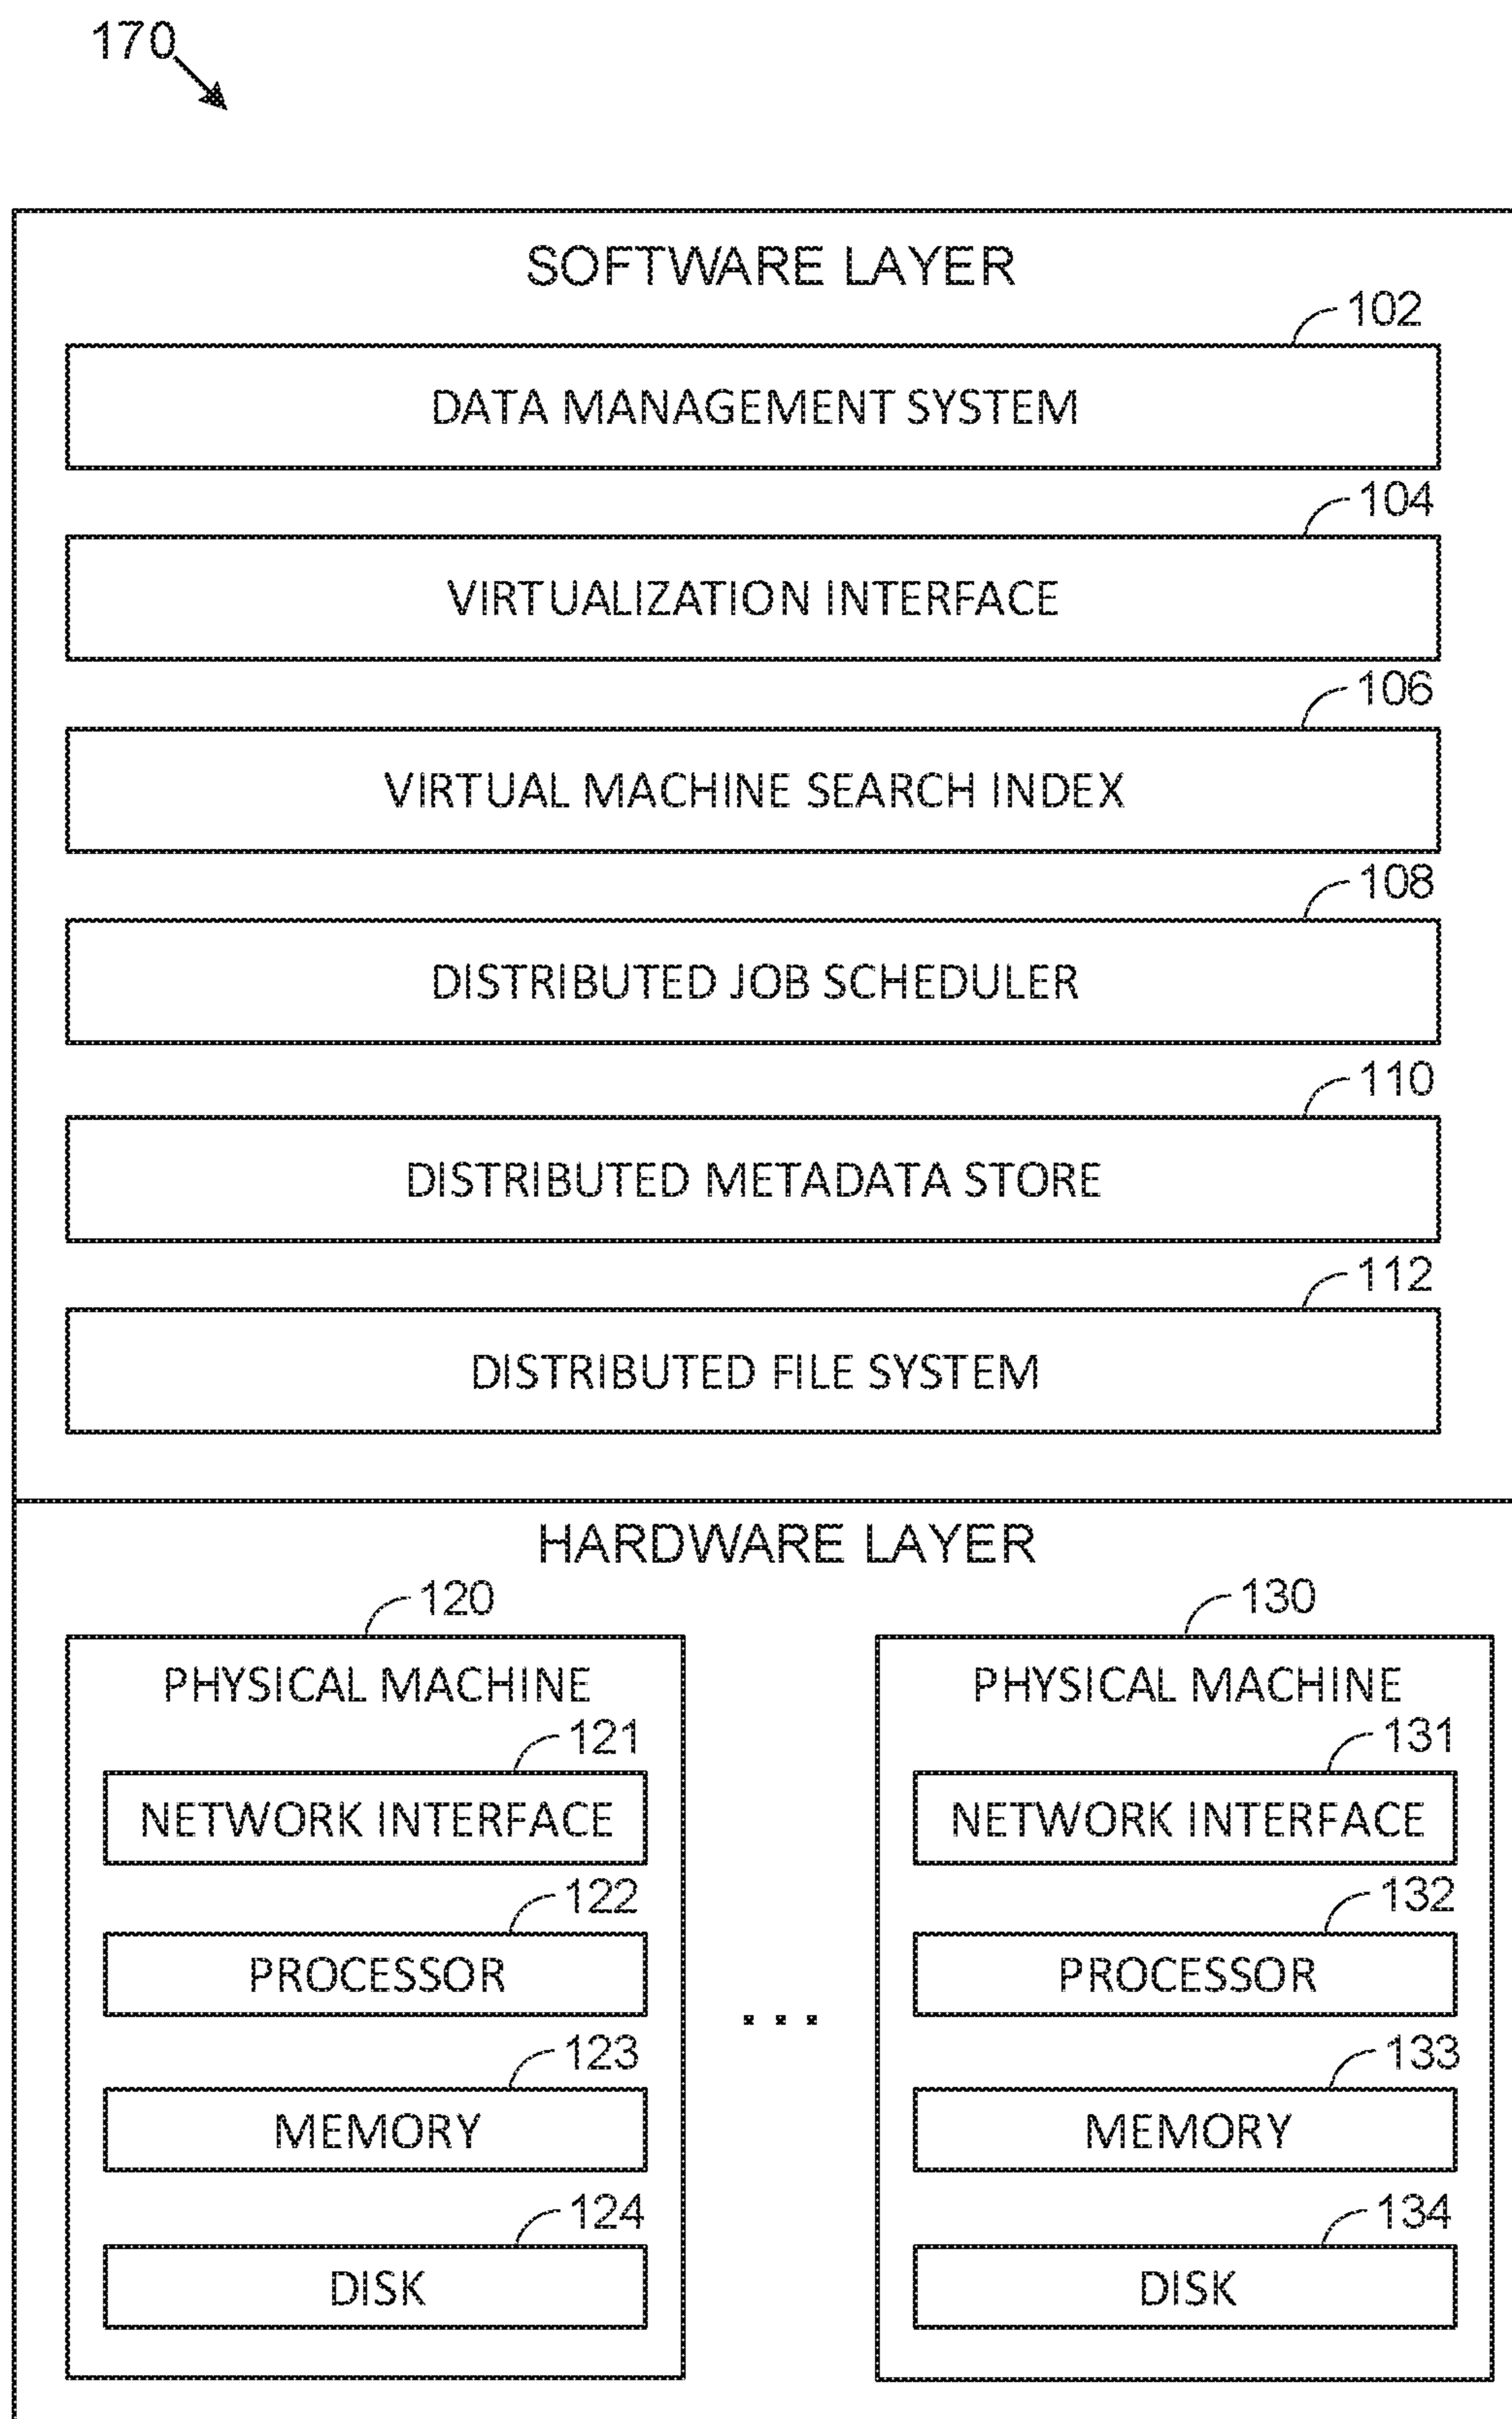 170
SOFTWARE LAYER
102
DATA MANAGEMENT SYSTEM
104
VIRTUALIZATION INTERFACE
106
VIRTUAL MACHINE SEARCH INDEX
108
DISTRIBUTED JOB SCHEDULER
110
DISTRIBUTED METADATA STORE
112
DISTRIBUTED FILE SYSTEM
HARDWARE LAYER
120
PHYSICAL MACHINE
121
NETWORK INTERFACE
122
PROCESSOR
123
MEMORY
124
DISK
...
130
PHYSICAL MACHINE
131
NETWORK INTERFACE
132
PROCESSOR
133
MEMORY
134
DISK